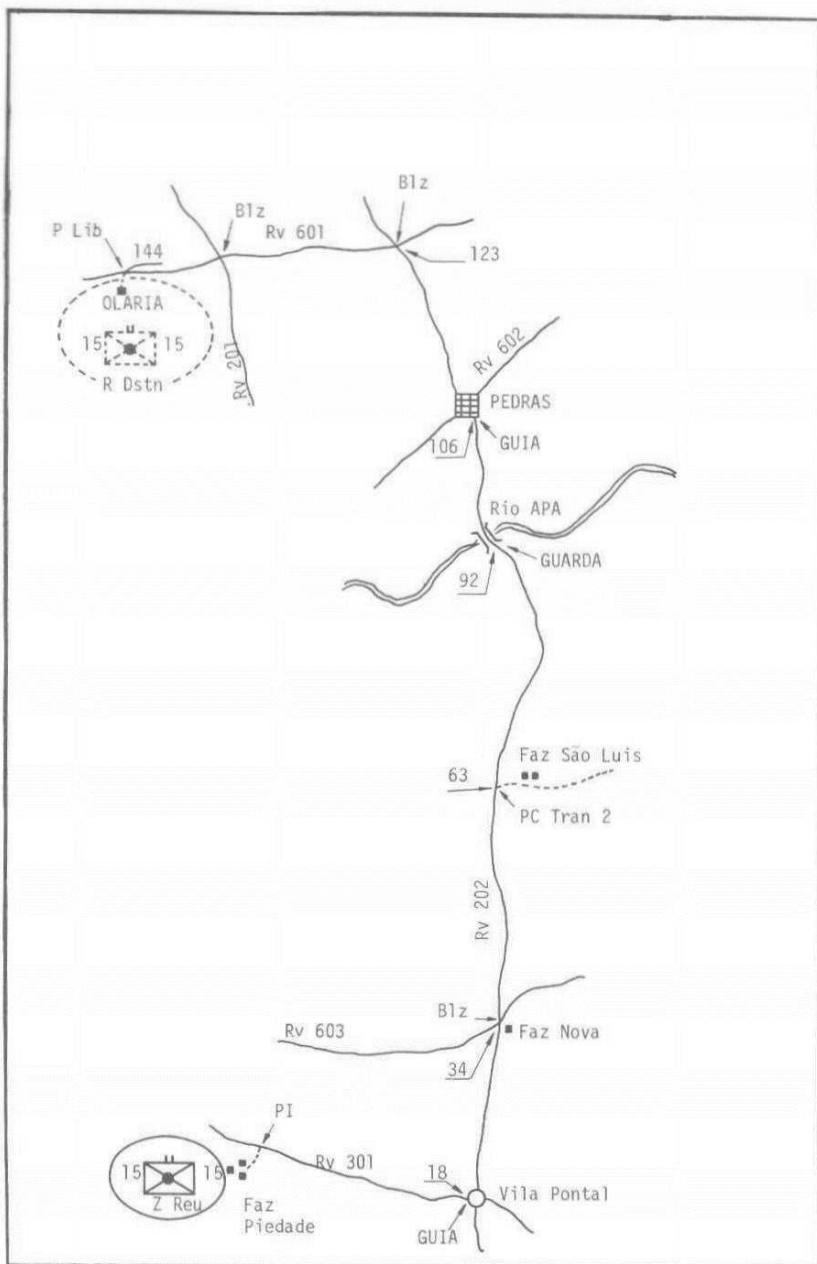 Blz
P Lib
Blz
Rv 601
144
123
OLARIA
15 15
R Dstn
Rv 201
Rv 602
PEDRAS
106
GUIA
Rio APA
GUARDA
92
Faz São Luis
63
PC Tran 2
Rv 202
Blz
Faz Nova
Rv 603
34
PI
15 15
Z Reu
Rv 301
18
Vila Pontal
Faz
Piedade
GUIA